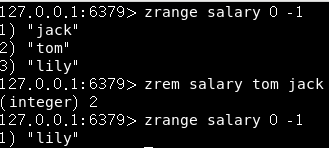 127.0.0.1:6379> zrange salary 0 -1
1) "jack"
2) "tom"
3) "lily"
127.0.0.1:6379> zrem salary tom jack
(integer) 2
127.0.0.1:6379> zrange salary 0 -1
1) "lily"